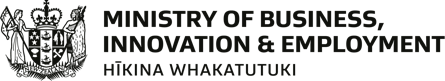 MINISTRY OF BUSINESS,
INNOVATION & EMPLOYMENT
HĪKINA WHAKATUTUKI